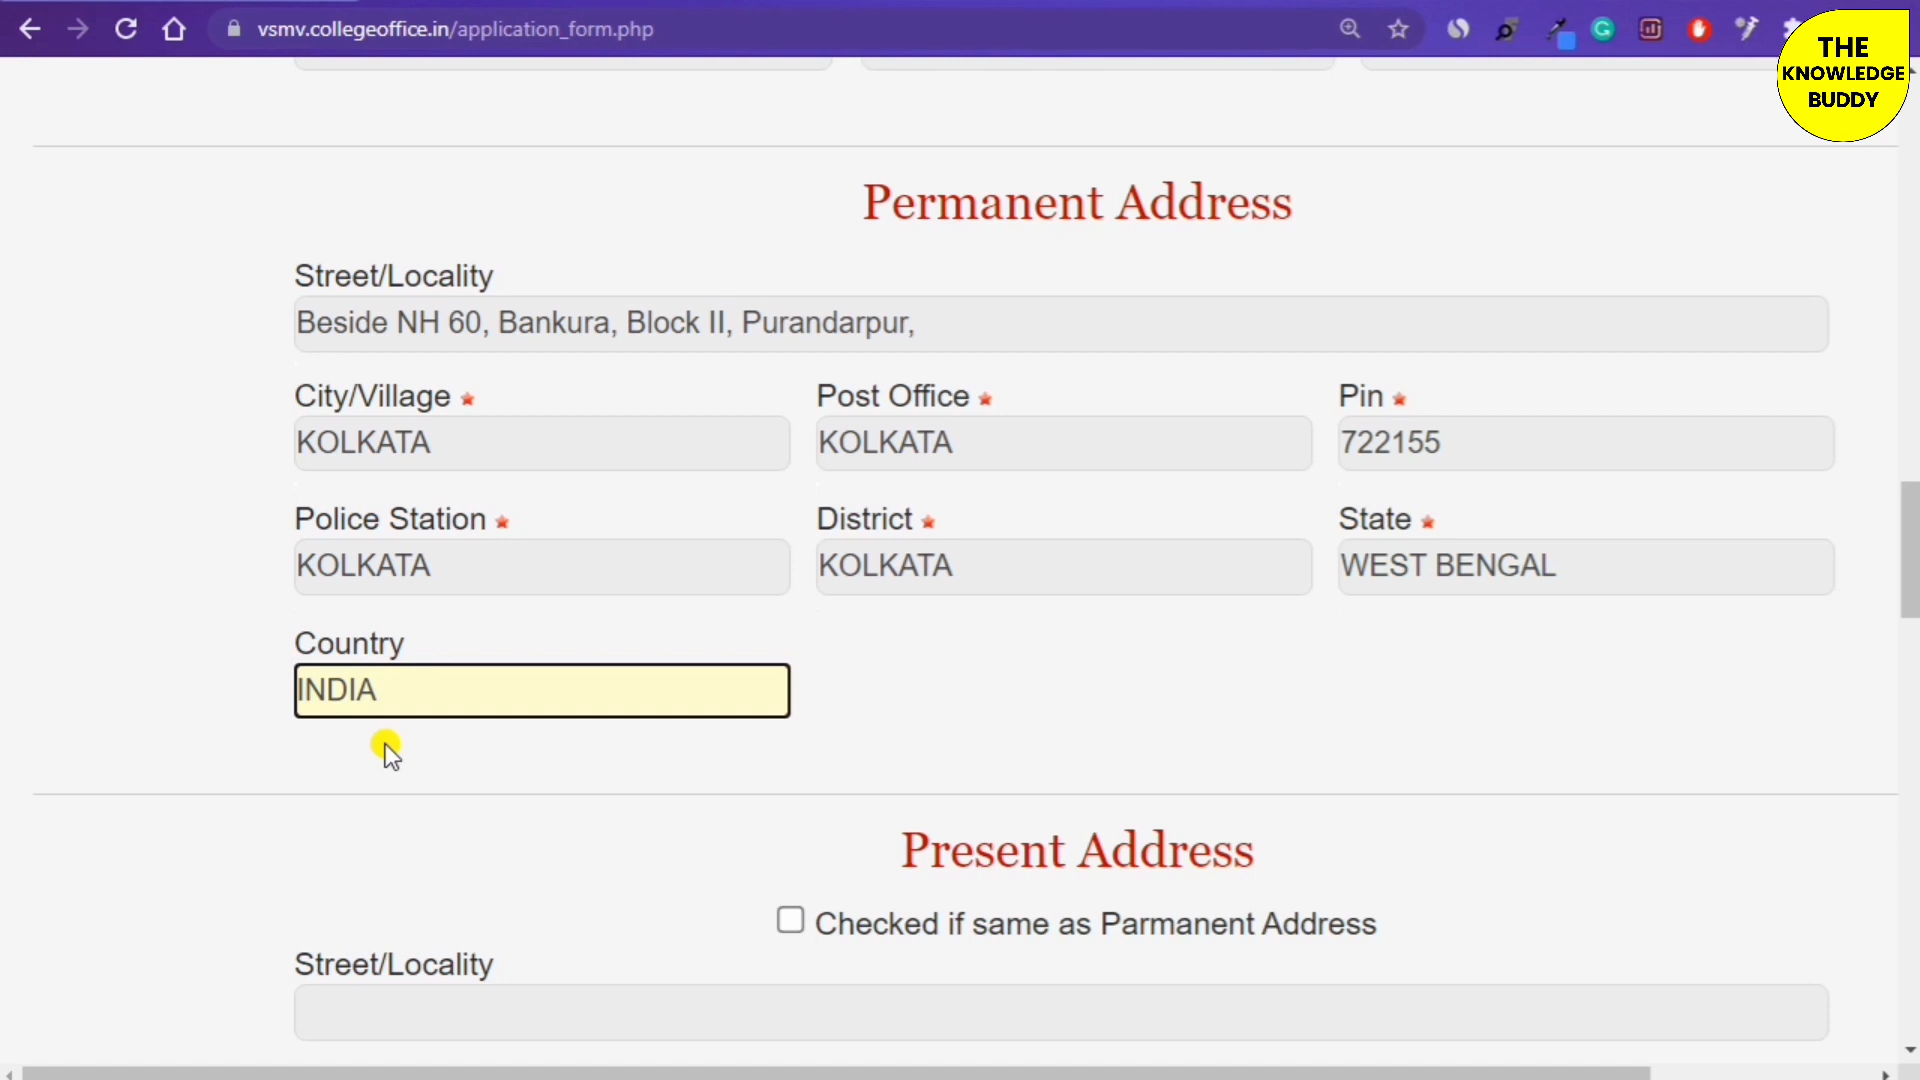 vsmv.collegeoffice.in/application_form.php
THE
KNOWLEDGE
BUDDY
Permanent Address
Street/Locality
Beside NH 60, Bankura, Block II, Purandarpur,
City/Village
Post Office
Pin
KOLKATA
KOLKATA
722155
Police Station
District
State
KOLKATA
KOLKATA
WEST BENGAL
Country
INDIA
Present Address
Checked if same as Parmanent Address
Street/Locality